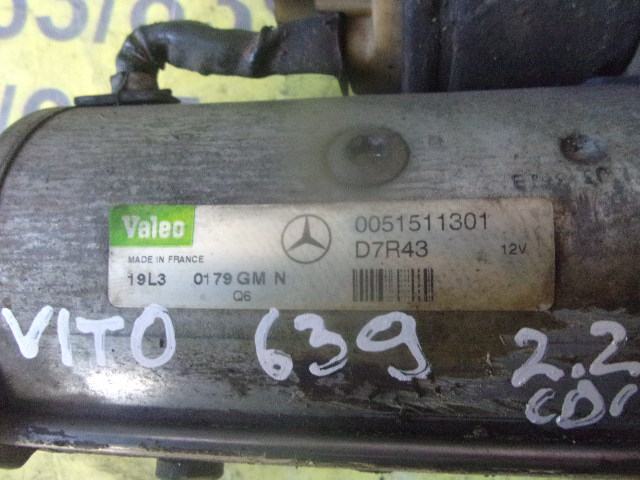 Valeo
0051511301
MADE IN FRANCE
D7R43 12V
19L3 0179 GM N
Q6
VITO 639 2.2
CDI